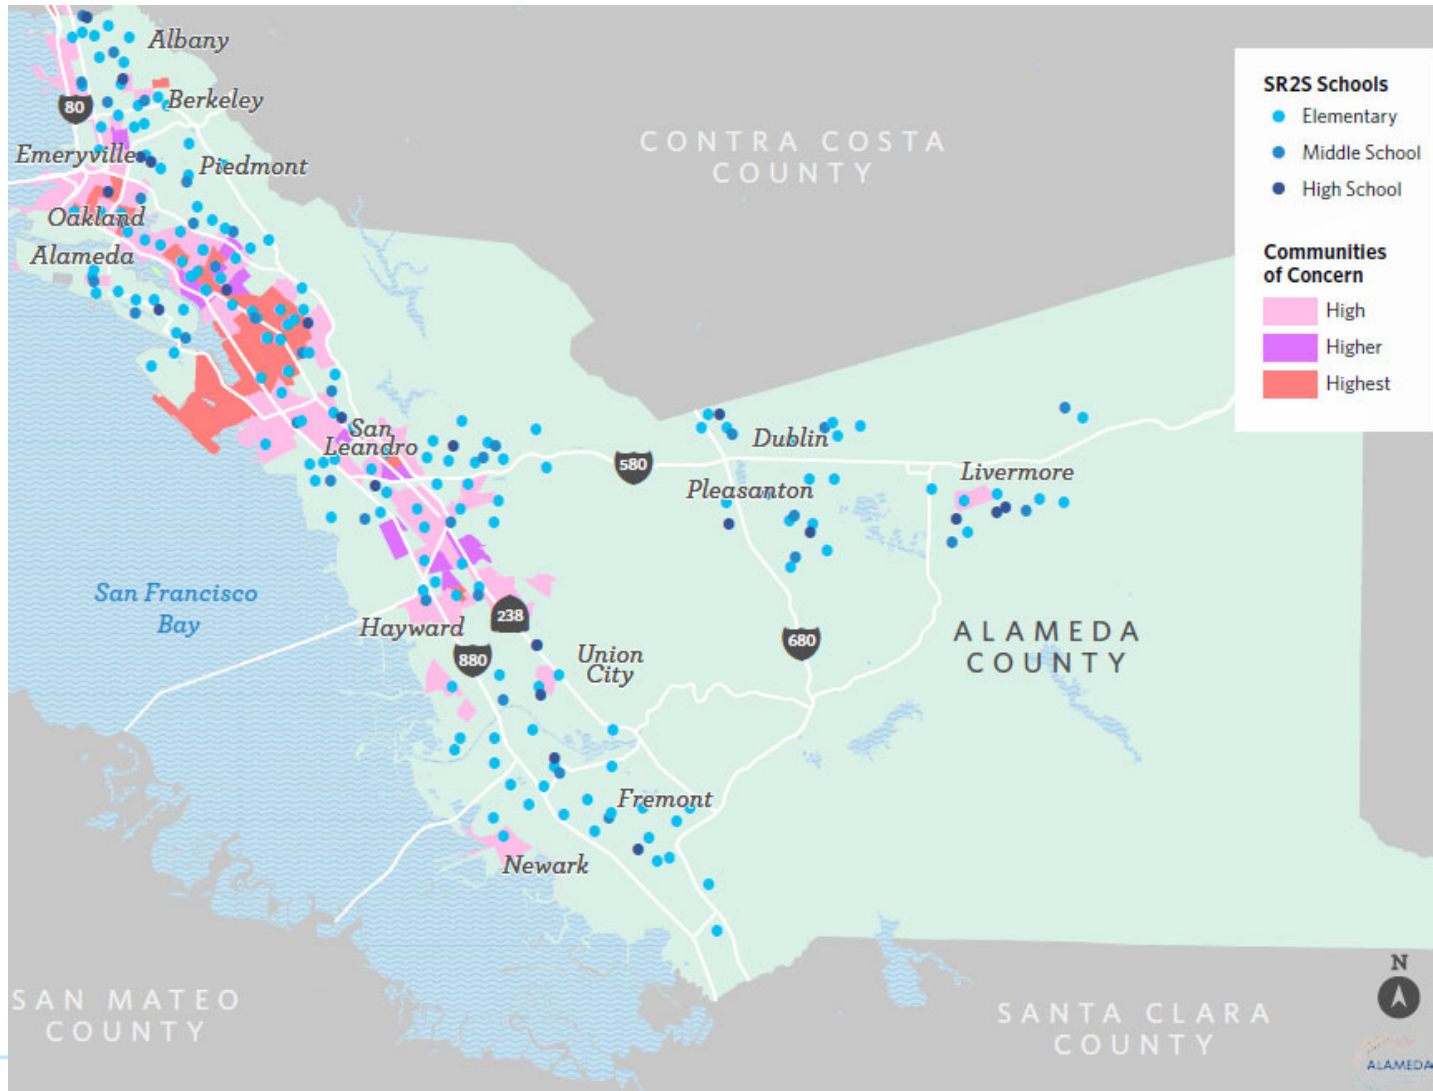 Albany
80
Berkeley
Emeryville
Piedmont
Oakland
Alameda
CONTRA COSTA
COUNTY
SR2S Schools
Elementary
Middle School
High School
Communities
of Concern
High
Higher
Highest
San
Leandro
580
Dublin
Pleasanton
Livermore
San Francisco
Bay
Hayward
238
880
Union
City
680
ALAMEDA
COUNTY
Fremont
Newark
SAN MATEO
COUNTY
SANTA CLARA
COUNTY
N
ALAMEDA